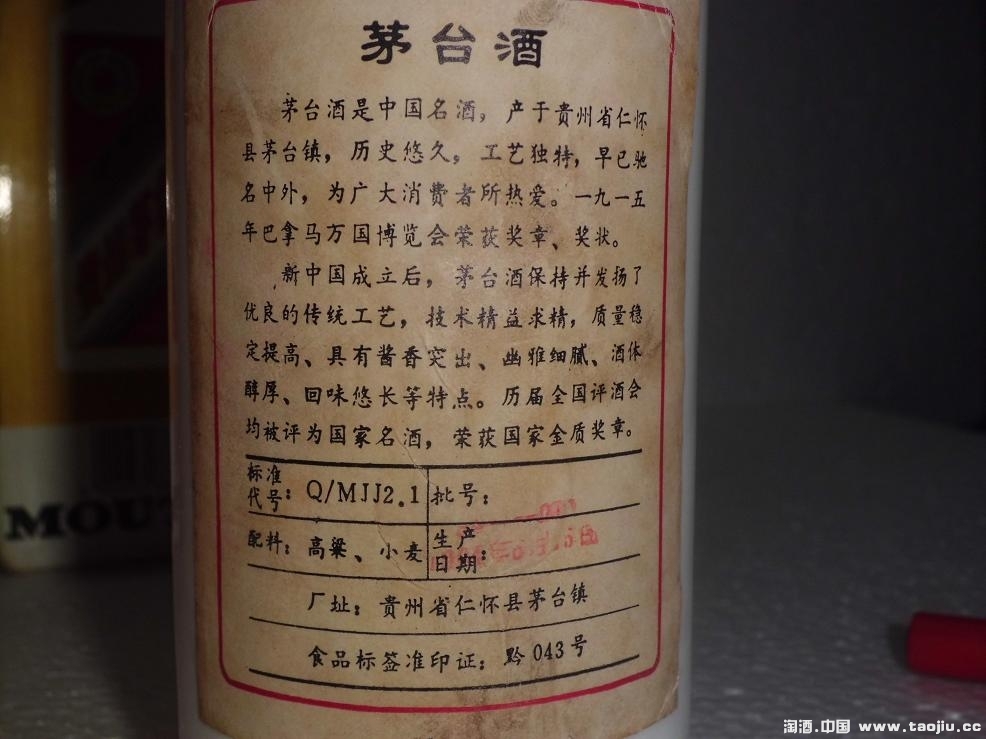 茅台酒
茅台酒是中国名酒，产于贵州省仁怀
县茅台镇，历史悠久，工艺独特，早已驰
名中外，为广大消费者所热爱。一九一五
年巴拿马万国博览会荣获奖章、奖状。
新中国成立后，茅台酒保持并发扬了
优良的传统工艺，技术精益求精，质量稳
定提高、具有酱香突出、幽雅细腻、酒体
醇厚、回味悠长等特点。历届全国评酒会
均被评为国家名酒，荣获国家金质奖章。
标准代号：Q/MJJ2.1 批号：
配料：高粱、小麦 生产日期：
厂址：贵州省仁怀县茅台镇
食品标签准印证：黔043号
淘酒.中国 www.taojiu.cc